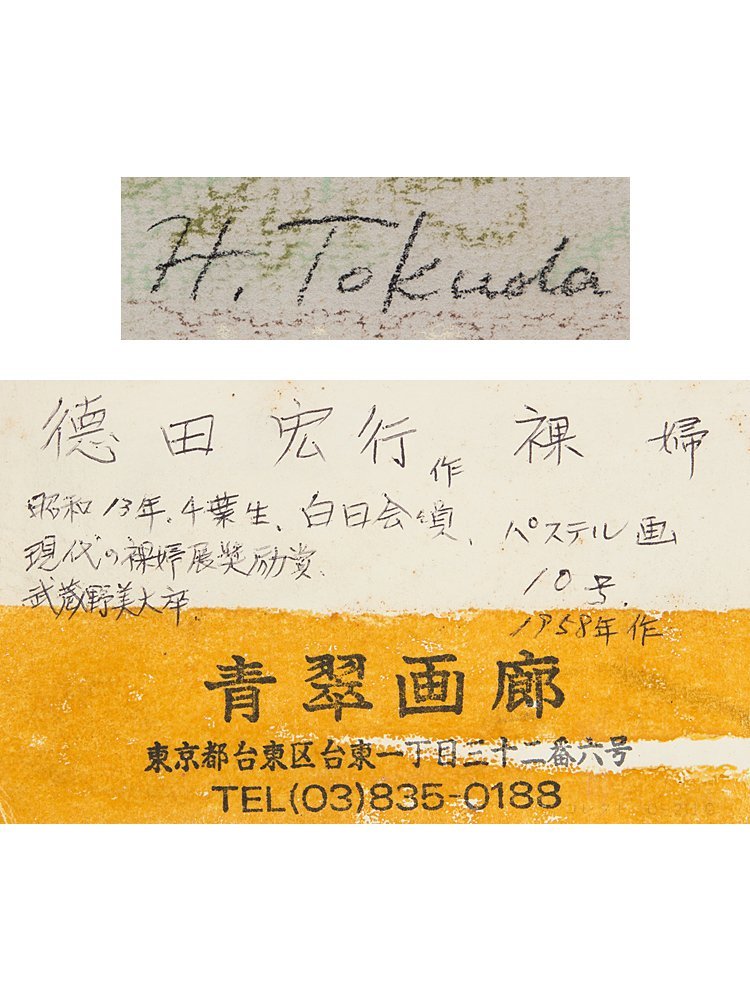 H. Tokuda
徳田宏行作 裸婦
昭和13年.千葉生.白日会員、パステル画
現代の裸婦展奨励賞. 10号.
武蔵野美大卒. 1958年作
青翠画廊
東京都台東区台東一丁目三十二番六号
TEL(03)835-0188